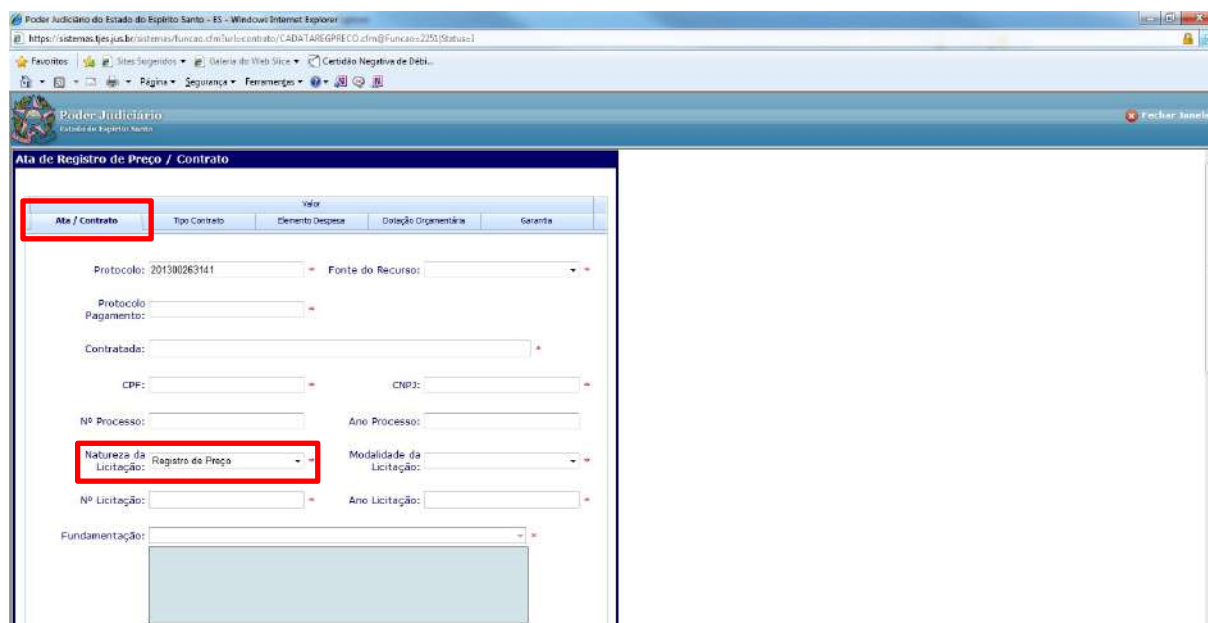 Poder Judiciário do Estado do Espírito Santo - ES - Windows Internet Explorer
https://sistemas.tjes.jus.br/sistemas/funcao.cfm?url=contrato/CADATAREGPRECO.cfm@Funcao=2251|Status=1
Favoritos Sites Sugeridos Galeria do Web Slice Certidão Negativa de Débi...
Página Segurança Ferramentas
Poder Judiciário
Estado do Espírito Santo
Fechar Janela
Ata de Registro de Preço / Contrato
Valor
Ata / Contrato Tipo Contrato Elemento Despesa Dotação Orçamentária Garantia
Protocolo: 201300263141 * Fonte do Recurso: *
Protocolo
Pagamento: *
Contratada: *
CPF: * CNPJ: *
Nº Processo: Ano Processo:
Natureza da
Licitação: Registro de Preço * Modalidade da
Licitação: *
Nº Licitação: * Ano Licitação: *
Fundamentação: *